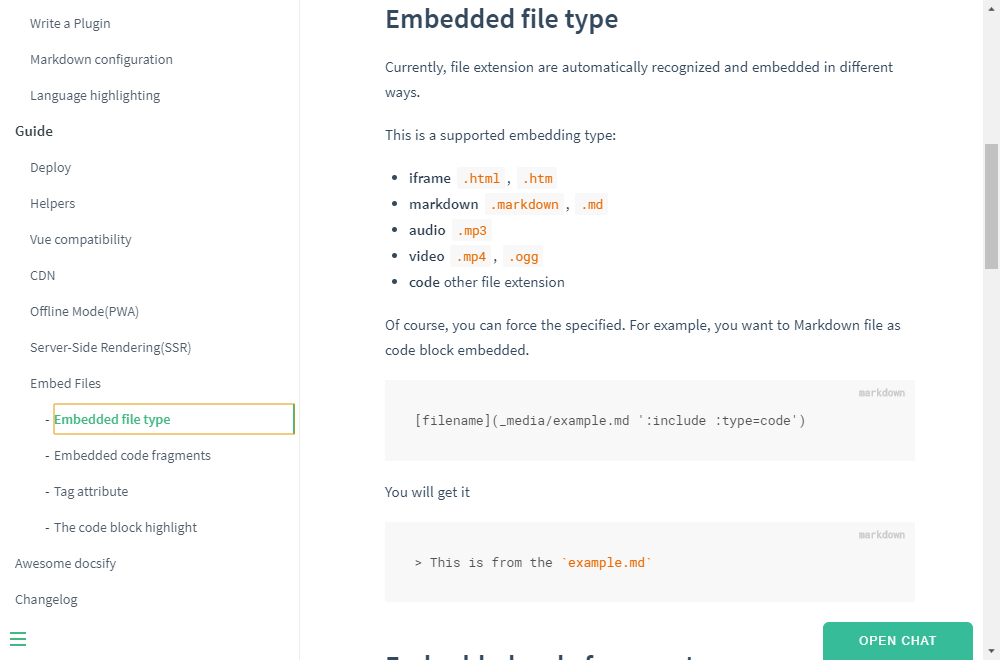 Write a Plugin
Markdown configuration
Language highlighting
Guide
Deploy
Helpers
Vue compatibility
CDN
Offline Mode(PWA)
Server-Side Rendering(SSR)
Embed Files
- Embedded file type
- Embedded code fragments
- Tag attribute
- The code block highlight
Awesome docsify
Changelog
Embedded file type
Currently, file extension are automatically recognized and embedded in different
ways.
This is a supported embedding type:
• iframe .html , .htm
• markdown .markdown , .md
• audio .mp3
• video .mp4 , .ogg
• code other file extension
Of course, you can force the specified. For example, you want to Markdown file as
code block embedded.
markdown
[filename](_media/example.md ':include :type=code')
You will get it
markdown
> This is from the `example.md`
OPEN CHAT